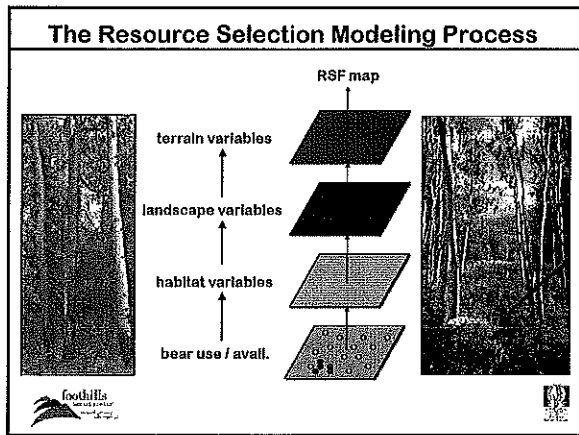 The Resource Selection Modeling Process
RSF map
terrain variables
landscape variables
habitat variables
bear use / avail.
foothills